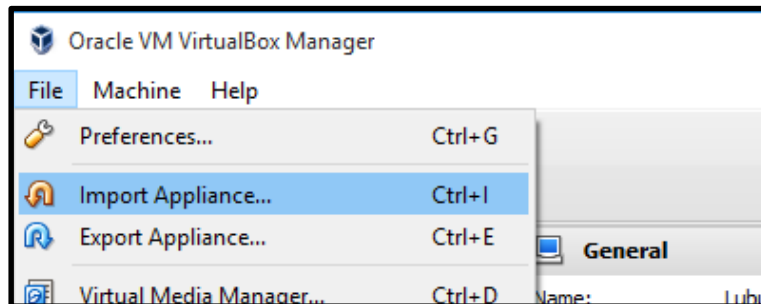 Oracle VM VirtualBox Manager
File Machine Help
Preferences... Ctrl+G
Import Appliance... Ctrl+I
Export Appliance... Ctrl+E
General
Virtual Media Manager... Ctrl+D
Name: